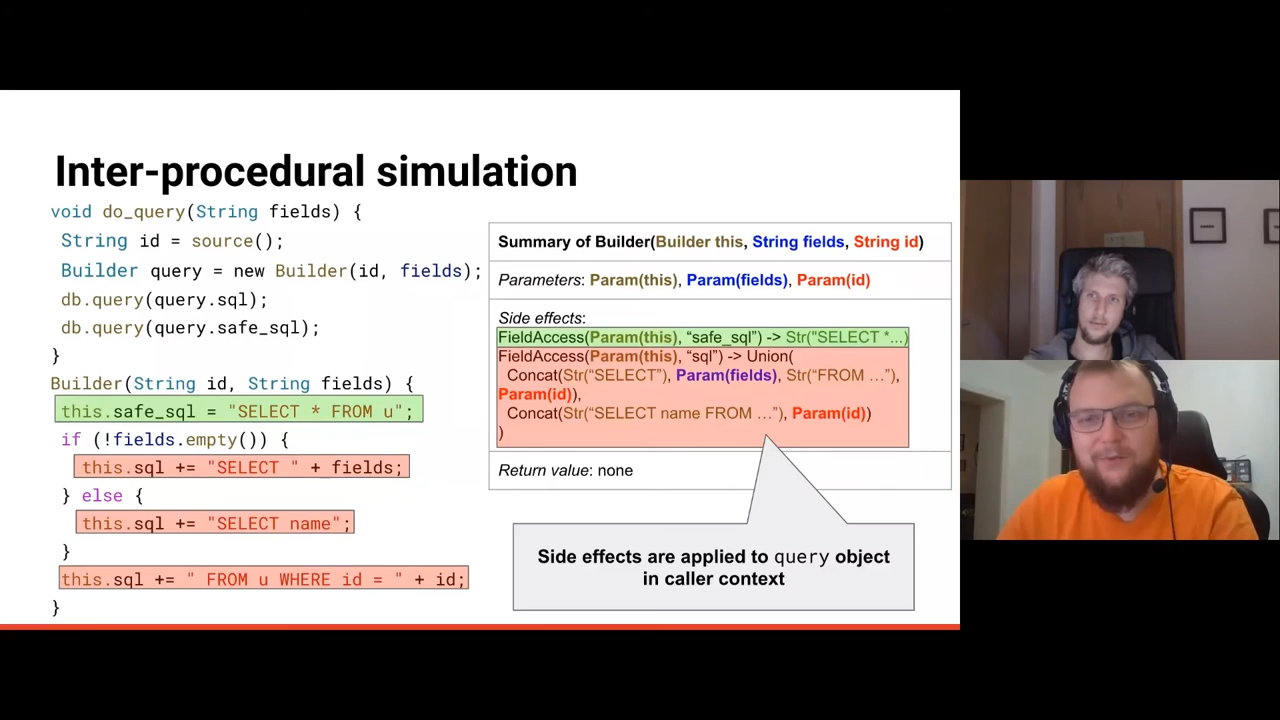 Inter-procedural simulation
void do_query(String fields) {
String id = source();
Builder query = new Builder(id, fields);
db.query(query.sql);
db.query(query.safe_sql);
}
Builder(String id, String fields) {
this.safe_sql = "SELECT * FROM u";
if (!fields.empty()) {
this.sql += "SELECT " + fields;
} else {
this.sql += "SELECT name";
}
this.sql += " FROM u WHERE id = " + id;
}
Summary of Builder(Builder this, String fields, String id)
Parameters: Param(this), Param(fields), Param(id)
Side effects:
FieldAccess(Param(this), “safe_sql”) -> Str("SELECT *...)
FieldAccess(Param(this), “sql”) -> Union(
Concat(Str(“SELECT”), Param(fields), Str(“FROM …”),
Param(id)),
Concat(Str(“SELECT name FROM …”), Param(id))
)
Return value: none
Side effects are applied to query object
in caller context